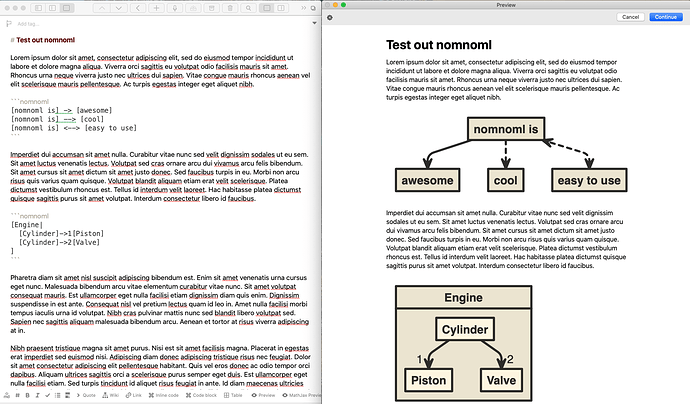 Add tag...
# Test out nomnoml
Lorem ipsum dolor sit amet, consectetur adipiscing elit, sed do eiusmod tempor incididunt ut
labore et dolore magna aliqua. Viverra orci sagittis eu volutpat odio facilisis mauris sit amet.
Rhoncus urna neque viverra justo nec ultrices dui sapien. Vitae congue mauris rhoncus aenean vel
elit scelerisque mauris pellentesque. Ac turpis egestas integer eget aliquet nibh.
```nomnoml
[nomnoml is] -> [awesome]
[nomnoml is] --> [cool]
[nomnoml is] <--> [easy to use]
```
Imperdiet dui accumsan sit amet nulla. Curabitur vitae nunc sed velit dignissim sodales ut eu sem.
Sit amet luctus venenatis lectus. Volutpat sed cras ornare arcu dui vivamus arcu felis bibendum.
Sit amet cursus sit amet dictum sit amet justo donec. Sed faucibus turpis in eu. Morbi non arcu
risus quis varius quam quisque. Volutpat blandit aliquam etiam erat velit scelerisque. Platea
dictumst vestibulum rhoncus est. Tellus id interdum velit laoreet. Hac habitasse platea dictumst
quisque sagittis purus sit amet volutpat. Interdum consectetur libero id faucibus.
```nomnoml
[Engine|
[Cylinder]->1[Piston]
[Cylinder]->2[Valve]
]
```
Pharetra diam sit amet nisl suscipit adipiscing bibendum est. Enim sit amet venenatis urna cursus
eget nunc. Malesuada bibendum arcu vitae elementum curabitur vitae nunc. Sit amet volutpat
consequat mauris. Est ullamcorper eget nulla facilisi etiam dignissim diam quis enim. Dignissim
suspendisse in est ante. Consequat nisl vel pretium lectus quam id leo in. Amet nulla facilisi morbi
tempus iaculis urna id volutpat. Nibh cras pulvinar mattis nunc sed blandit libero volutpat sed.
Sapien nec sagittis aliquam malesuada bibendum arcu. Aenean et tortor at risus viverra adipiscing
at in.
Nibh praesent tristique magna sit amet purus. Nisi est sit amet facilisis magna. Placerat in egestas
erat imperdiet sed euismod nisi. Adipiscing diam donec adipiscing tristique risus nec feugiat. Dolor
sit amet consectetur adipiscing elit pellentesque habitant. Quis vel eros donec ac odio tempor orci
dapibus. Aliquam ultrices sagittis orci a scelerisque purus semper eget duis. Est ullamcorper eget
nulla facilisi etiam. Sed turpis tincidunt id aliquet risus feugiat in ante. Id diam maecenas ultricies
Quote Wiki Link Inline code Code block Table Preview MathJax Preview
Preview
Cancel Continue
Test out nomnoml
Lorem ipsum dolor sit amet, consectetur adipiscing elit, sed do eiusmod tempor
incididunt ut labore et dolore magna aliqua. Viverra orci sagittis eu volutpat odio
facilisis mauris sit amet. Rhoncus urna neque viverra justo nec ultrices dui sapien.
Vitae congue mauris rhoncus aenean vel elit scelerisque mauris pellentesque. Ac
turpis egestas integer eget aliquet nibh.
nomnoml is
awesome cool easy to use
Imperdiet dui accumsan sit amet nulla. Curabitur vitae nunc sed velit dignissim
sodales ut eu sem. Sit amet luctus venenatis lectus. Volutpat sed cras ornare arcu
dui vivamus arcu felis bibendum. Sit amet cursus sit amet dictum sit amet justo
donec. Sed faucibus turpis in eu. Morbi non arcu risus quis varius quam quisque.
Volutpat blandit aliquam etiam erat velit scelerisque. Platea dictumst vestibulum
rhoncus est. Tellus id interdum velit laoreet. Hac habitasse platea dictumst quisque
sagittis purus sit amet volutpat. Interdum consectetur libero id faucibus.
Engine
Cylinder
1 2
Piston Valve